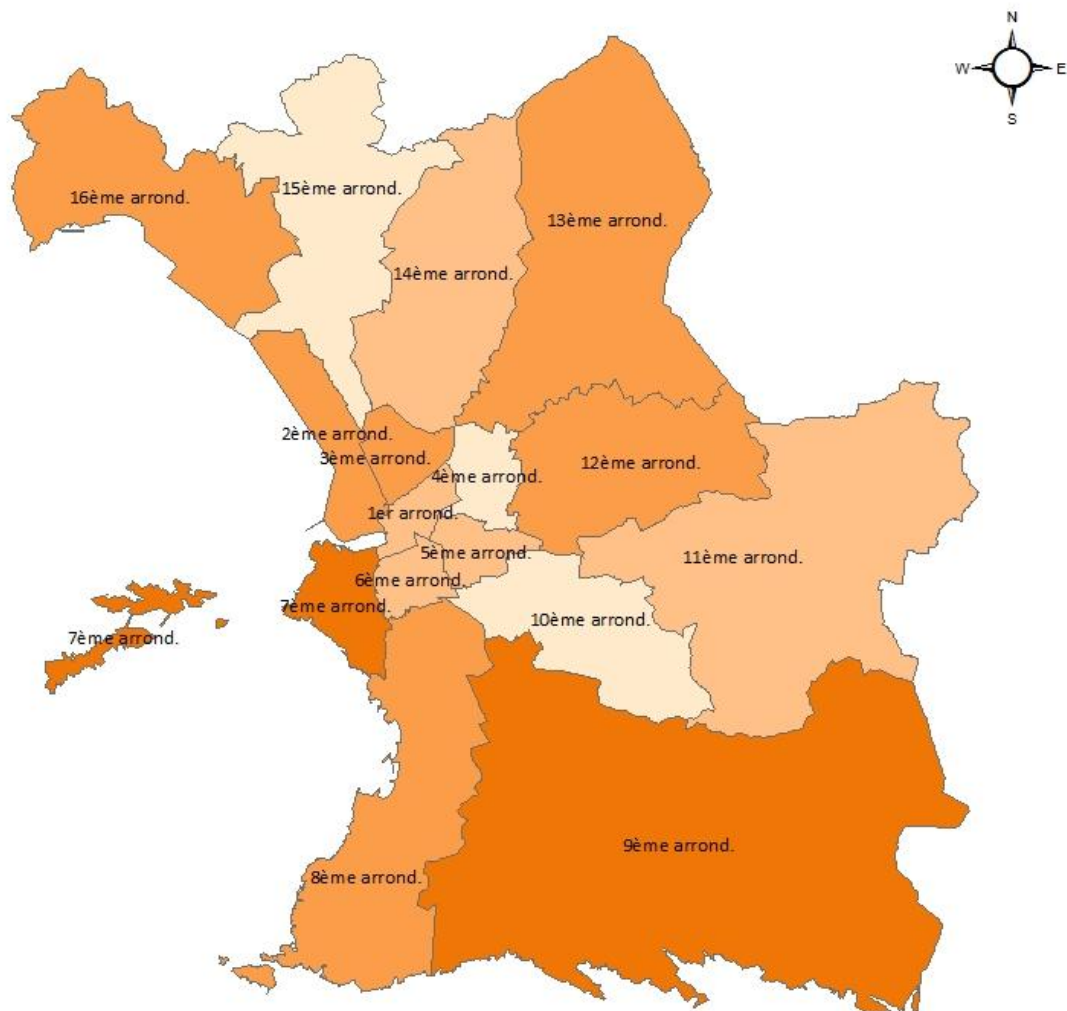 N
W E
S
16ème arrond.
15ème arrond.
13ème arrond.
14ème arrond.
2ème arrond.
3ème arrond.
4ème arrond.
12ème arrond.
1er arrond.
5ème arrond.
11ème arrond.
6ème arrond.
7ème arrond.
10ème arrond.
7ème arrond.
9ème arrond.
8ème arrond.